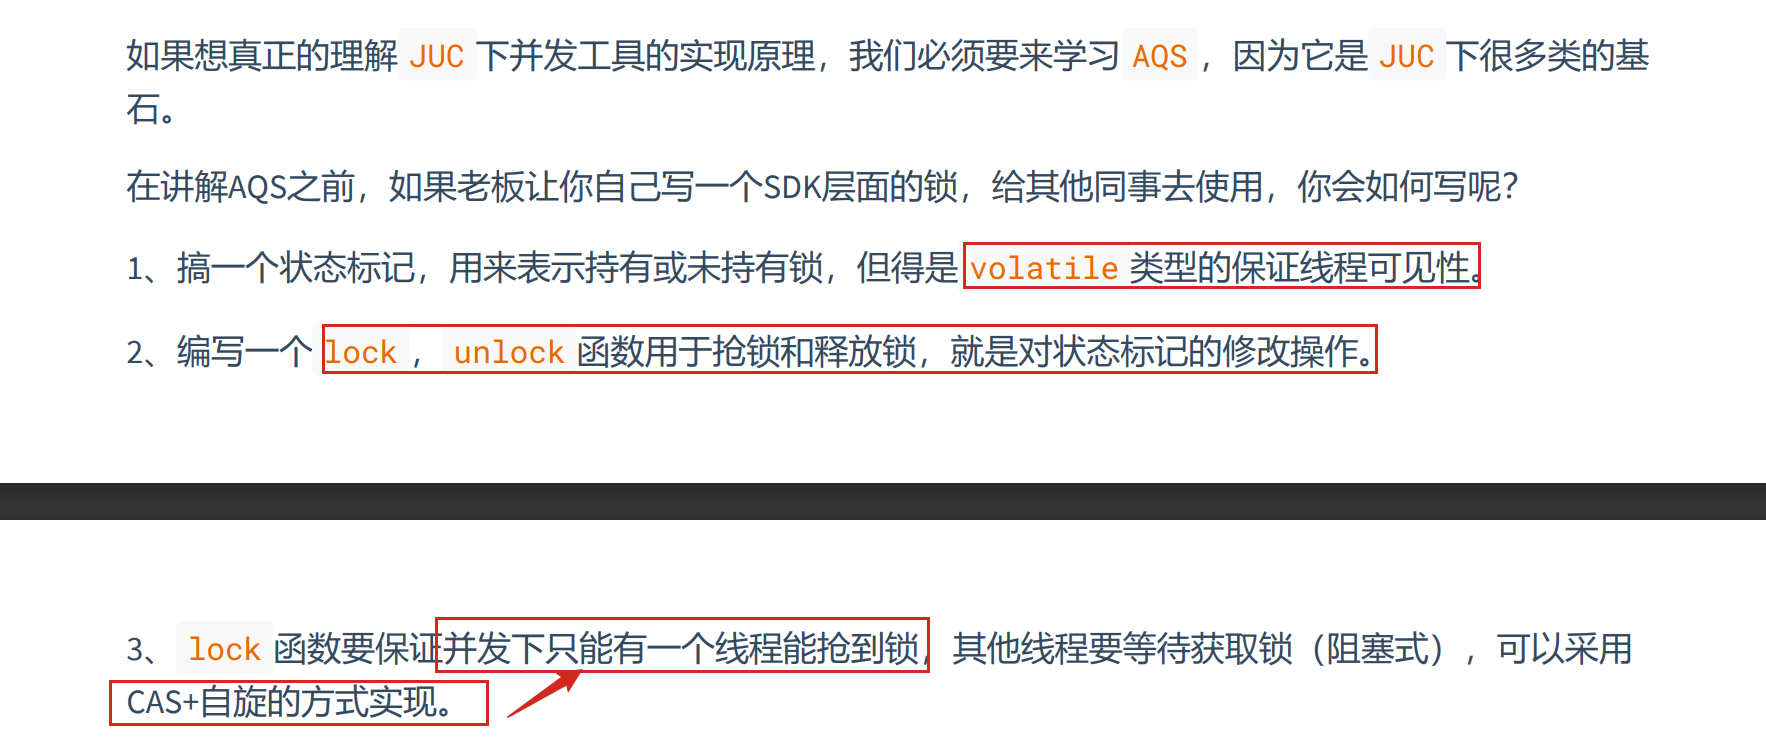 如果想真正的理解 JUC 下并发工具的实现原理，我们必须要来学习 AQS ，因为它是 JUC 下很多类的基
石。
在讲解AQS之前，如果老板让你自己写一个SDK层面的锁，给其他同事去使用，你会如何写呢？
1、搞一个状态标记，用来表示持有或未持有锁，但得是 volatile 类型的保证线程可见性。
2、编写一个 lock ， unlock 函数用于抢锁和释放锁，就是对状态标记的修改操作。
3、 lock 函数要保证并发下只能有一个线程能抢到锁，其他线程要等待获取锁（阻塞式），可以采用
CAS+自旋的方式实现。